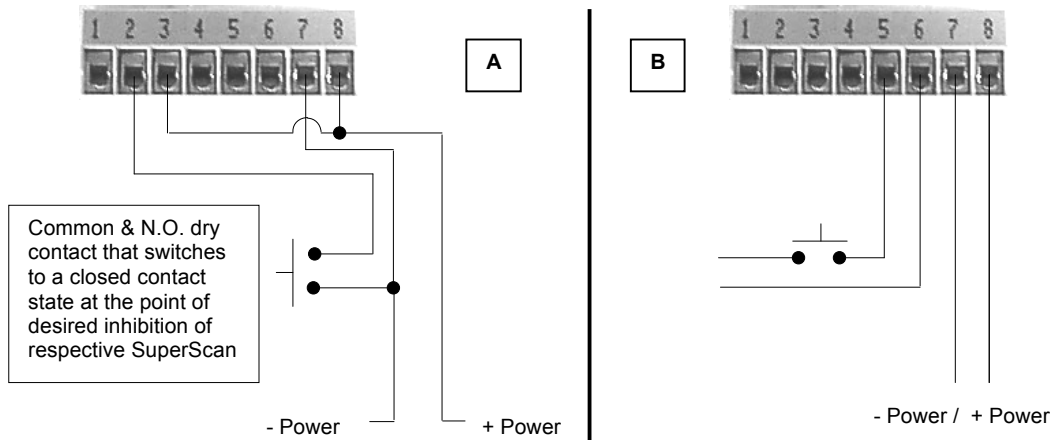 1 2 3 4 5 6 7 8
A
Common & N.O. dry
contact that switches
to a closed contact
state at the point of
desired inhibition of
respective SuperScan
- Power
+ Power
1 2 3 4 5 6 7 8
B
- Power / + Power